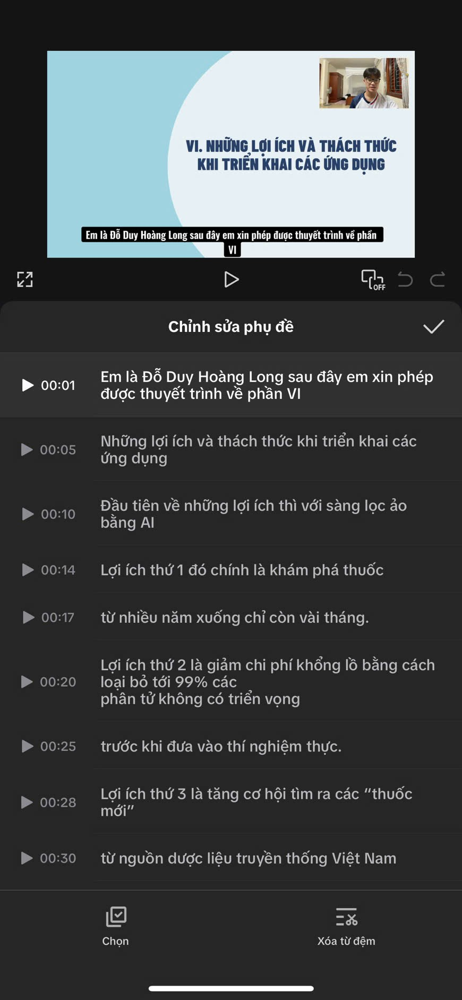 VI. NHỮNG LỢI ÍCH VÀ THÁCH THỨC
KHI TRIỂN KHAI CÁC ỨNG DỤNG
Em là Đỗ Duy Hoàng Long sau đây em xin phép được thuyết trình về phần
VI
OFF
Chỉnh sửa phụ đề
00:01
Em là Đỗ Duy Hoàng Long sau đây em xin phép
được thuyết trình về phần VI
00:05
Những lợi ích và thách thức khi triển khai các
ứng dụng
00:10
Đầu tiên về những lợi ích thì với sàng lọc ảo
bằng AI
00:14
Lợi ích thứ 1 đó chính là khám phá thuốc
00:17
từ nhiều năm xuống chỉ còn vài tháng.
00:20
Lợi ích thứ 2 là giảm chi phí khổng lồ bằng cách
loại bỏ tới 99% các
phân tử không có triển vọng
00:25
trước khi đưa vào thí nghiệm thực.
00:28
Lợi ích thứ 3 là tăng cơ hội tìm ra các “thuốc
mới”
00:30
từ nguồn dược liệu truyền thống Việt Nam
Chọn
Xóa từ đệm